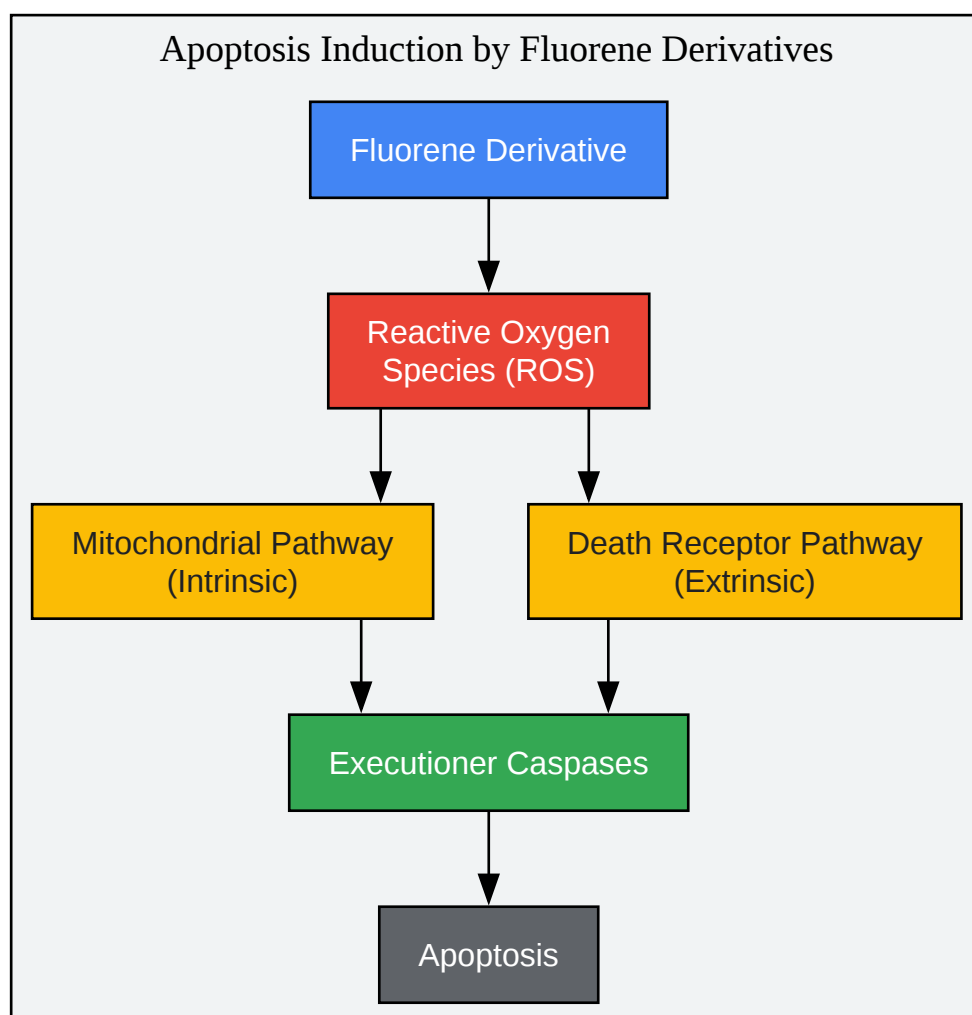 Apoptosis Induction by Fluorene Derivatives
Fluorene Derivative
Reactive Oxygen
Species (ROS)
Mitochondrial Pathway
(Intrinsic)
Death Receptor Pathway
(Extrinsic)
Executioner Caspases
Apoptosis